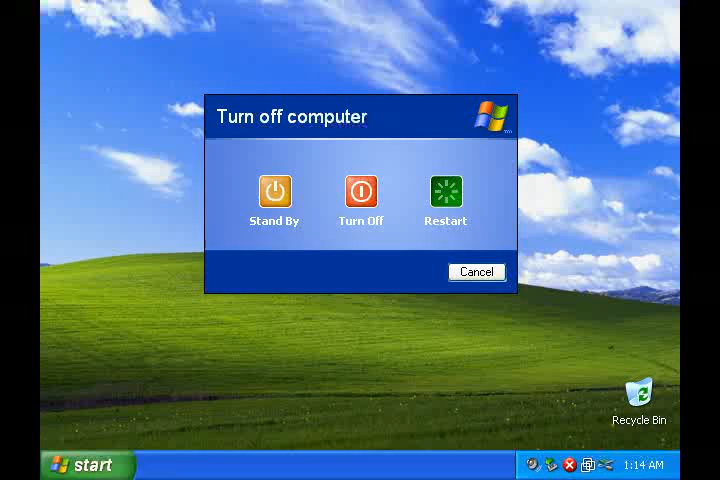 Turn off computer
Stand By
Turn Off
Restart
Cancel
Recycle Bin
start
1:14 AM